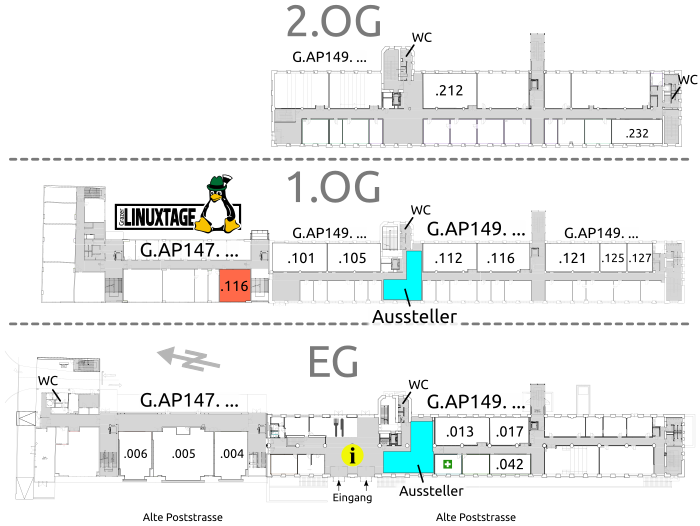 2.OG
WC
G.AP149. ...
WC
.212
.232
Grazer
LINUXTAGE
1.OG
WC
G.AP149. ...
G.AP149. ...
G.AP149. ...
G.AP147. ...
.101
.105
.112
.116
.121
.125
.127
.116
Aussteller
EG
WC
WC
G.AP147. ...
G.AP149. ...
.013
.017
.006
.005
.004
i
.042
Eingang
Aussteller
Alte Poststrasse
Alte Poststrasse